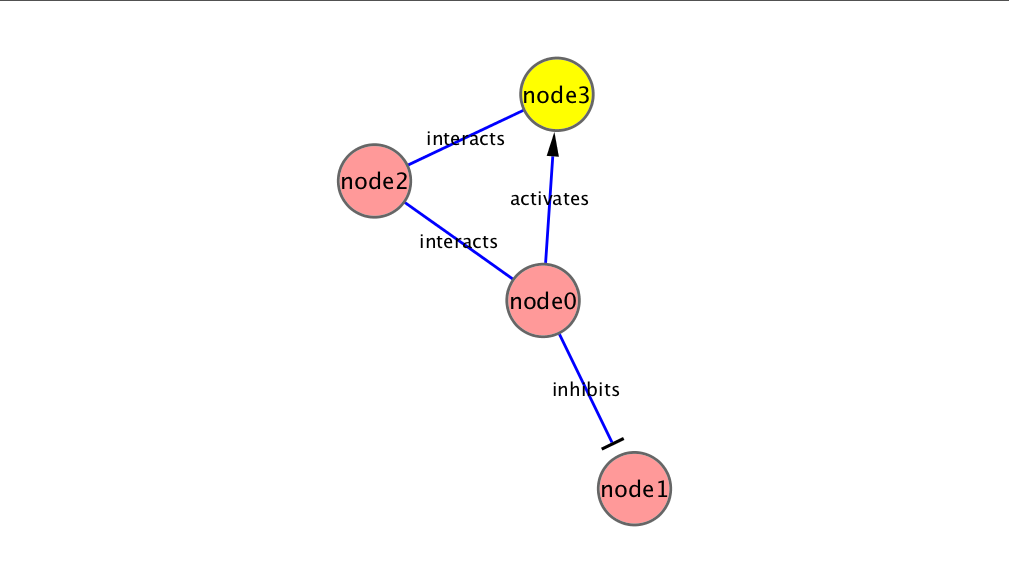 node3
interacts
node2
activates
interacts
node0
inhibits
node1